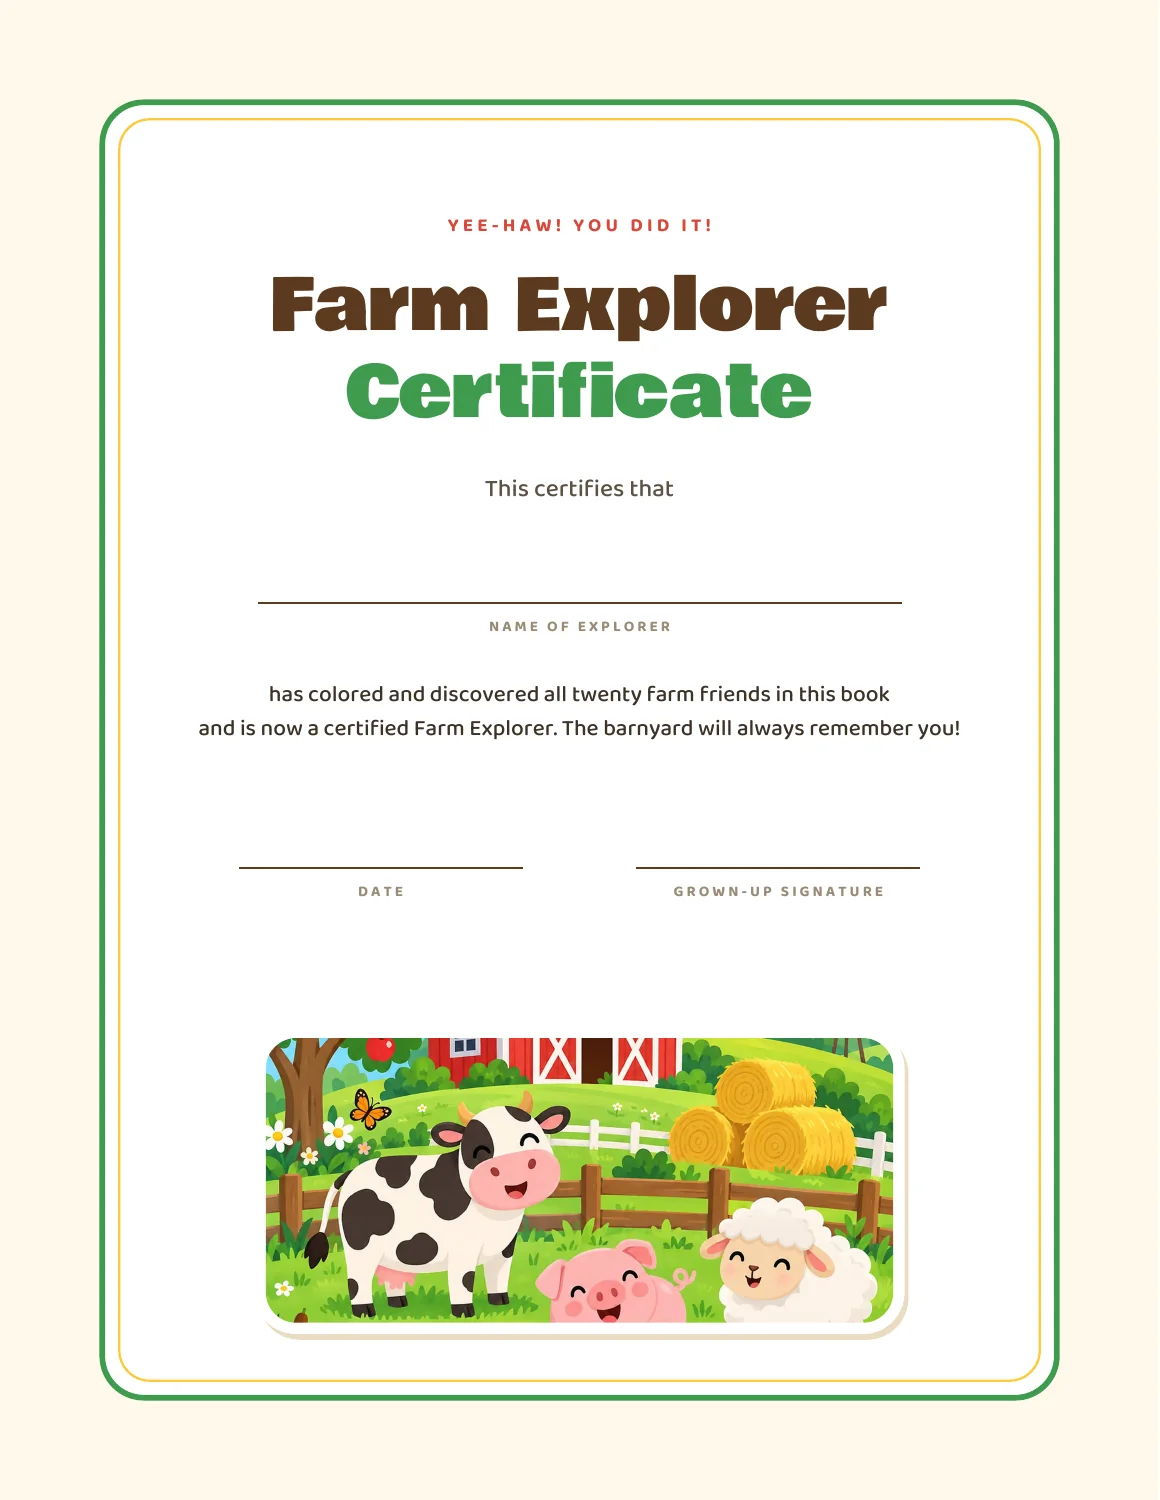 YEE-HAW! YOU DID IT!
Farm Explorer
Certificate
This certifies that
NAME OF EXPLORER
has colored and discovered all twenty farm friends in this book
and is now a certified Farm Explorer. The barnyard will always remember you!
DATE
GROWN-UP SIGNATURE